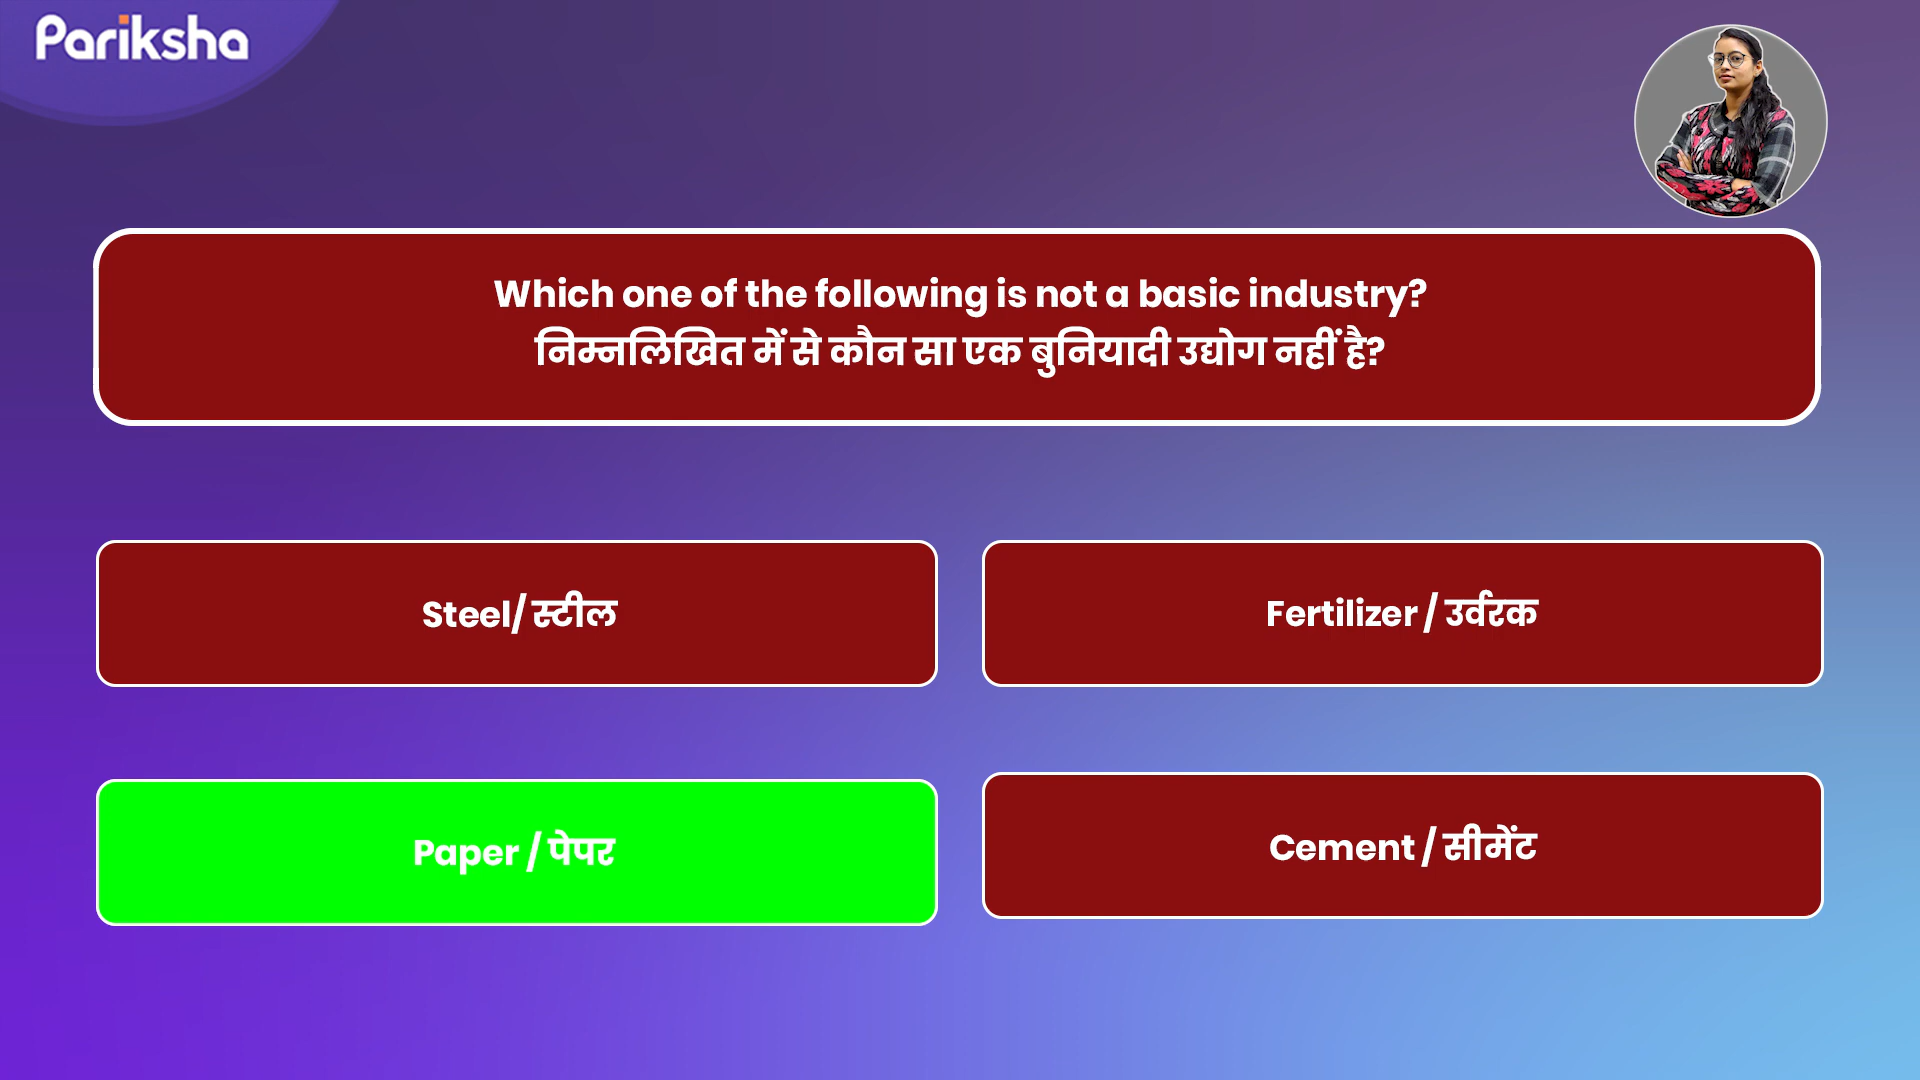 Pariksha
Which one of the following is not a basic industry?
निम्नलिखित में से कौन सा एक बुनियादी उद्योग नहीं है?
Steel/ स्टील
Fertilizer / उर्वरक
Paper / पेपर
Cement / सीमेंट